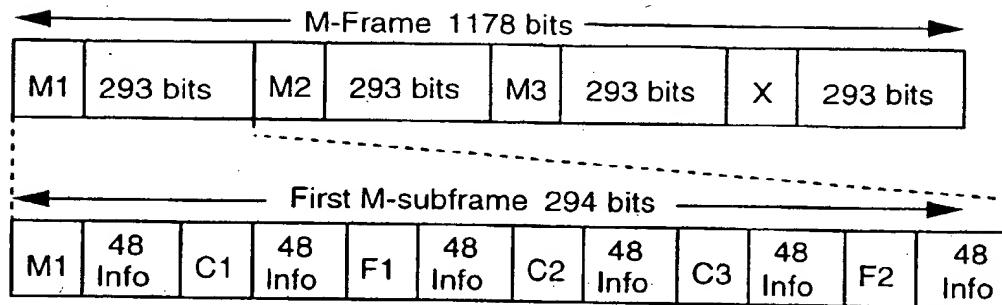 M-Frame 1178 bits
M1 293 bits M2 293 bits M3 293 bits X 293 bits
First M-subframe 294 bits
M1 48 Info C1 48 Info F1 48 Info C2 48 Info C3 48 Info F2 48 Info